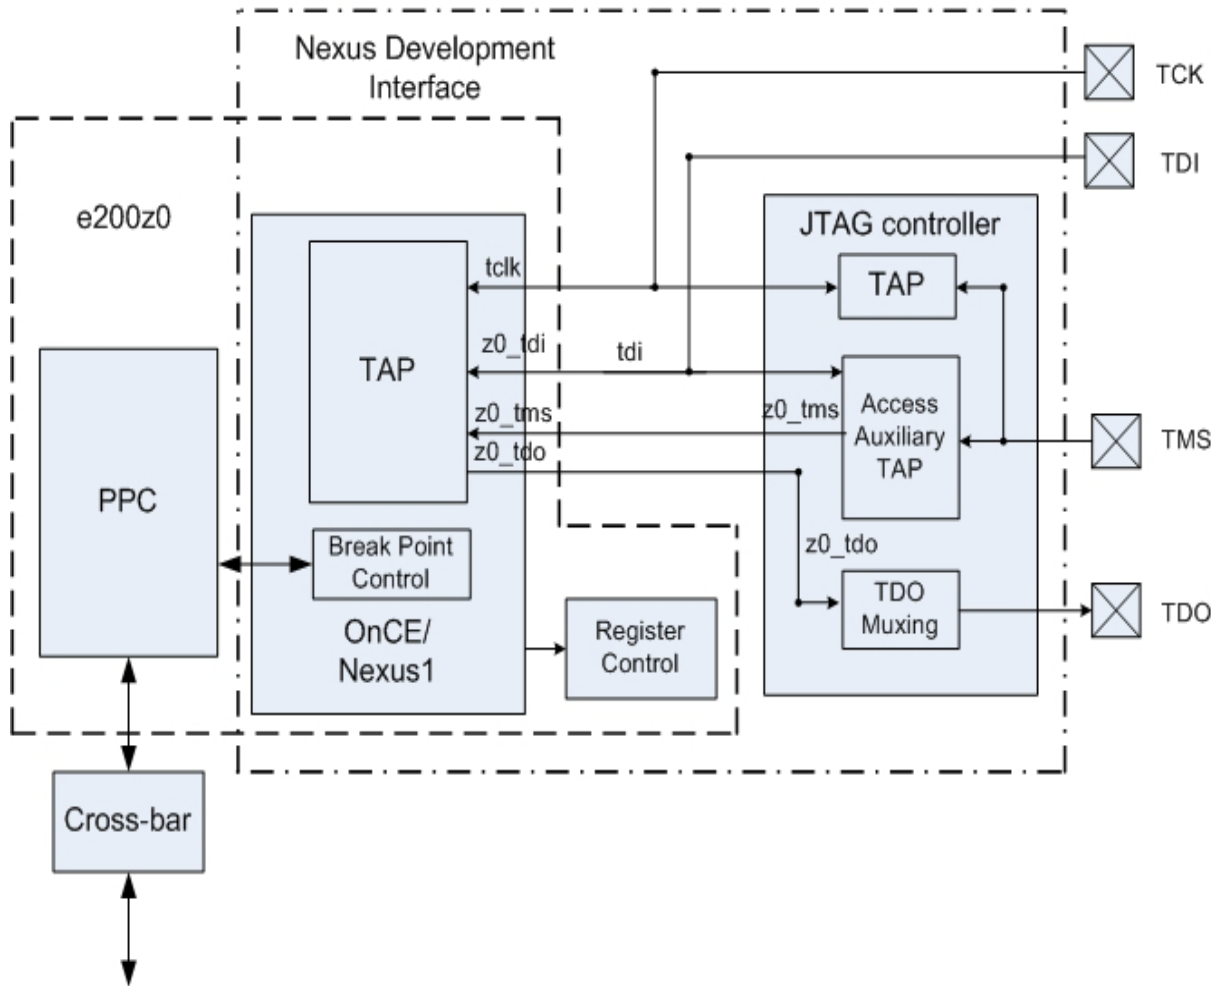 Nexus Development
Interface
TCK
TDI
e200z0
JTAG controller
tclk
TAP
z0_tdi
tdi
TAP
z0_tms
z0_tms
Access
Auxiliary
TAP
TMS
z0_tdo
PPC
z0_tdo
Break Point
Control
TDO
Muxing
TDO
OnCE/
Nexus1
Register
Control
Cross-bar